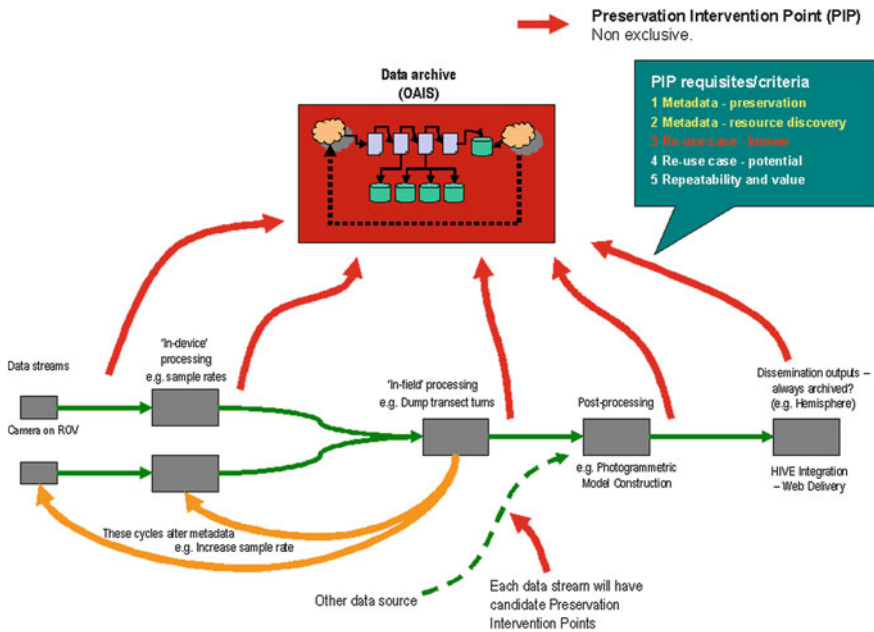 Preservation Intervention Point (PIP)
Non exclusive.
Data archive
(OAIS)
PIP requisites/criteria
1 Metadata - preservation
2 Metadata - resource discovery
3 Re-use case - known
4 Re-use case - potential
5 Repeatability and value
Data streams
Camera on ROV
'In-device'
processing
e.g. sample rates
'In-field' processing
e.g. Dump transect turns
Post-processing
e.g. Photogrammetric
Model Construction
Dissemination outputs –
always archived?
(e.g. Hemisphere)
HIVE Integration
– Web Delivery
These cycles alter metadata
e.g. Increase sample rate
Other data source
Each data stream will have
candidate Preservation
Intervention Points